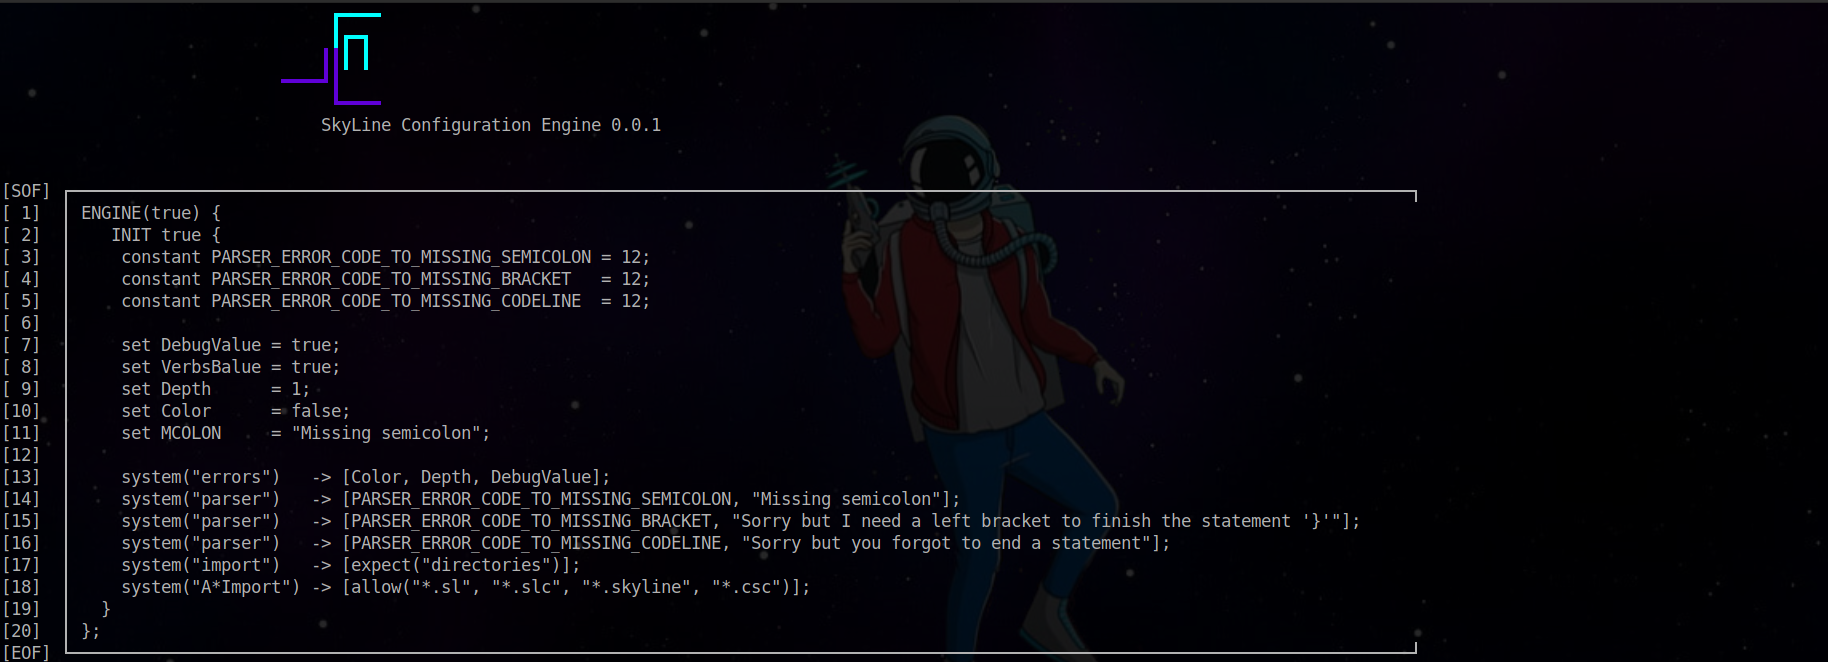 SkyLine Configuration Engine 0.0.1
[SOF]
[ 1] ENGINE(true) {
[ 2] INIT true {
[ 3] constant PARSER_ERROR_CODE_TO_MISSING_SEMICOLON = 12;
[ 4] constant PARSER_ERROR_CODE_TO_MISSING_BRACKET = 12;
[ 5] constant PARSER_ERROR_CODE_TO_MISSING_CODELINE = 12;
[ 6]
[ 7] set DebugValue = true;
[ 8] set VerbsBalue = true;
[ 9] set Depth = 1;
[10] set Color = false;
[11] set MCOLON = "Missing semicolon";
[12]
[13] system("errors") -> [Color, Depth, DebugValue];
[14] system("parser") -> [PARSER_ERROR_CODE_TO_MISSING_SEMICOLON, "Missing semicolon"];
[15] system("parser") -> [PARSER_ERROR_CODE_TO_MISSING_BRACKET, "Sorry but I need a left bracket to finish the statement '}'"];
[16] system("parser") -> [PARSER_ERROR_CODE_TO_MISSING_CODELINE, "Sorry but you forgot to end a statement"];
[17] system("import") -> [expect("directories")];
[18] system("A*Import") -> [allow("*.sl", "*.slc", "*.skyline", "*.csc")];
[19] }
[20] };
[EOF]